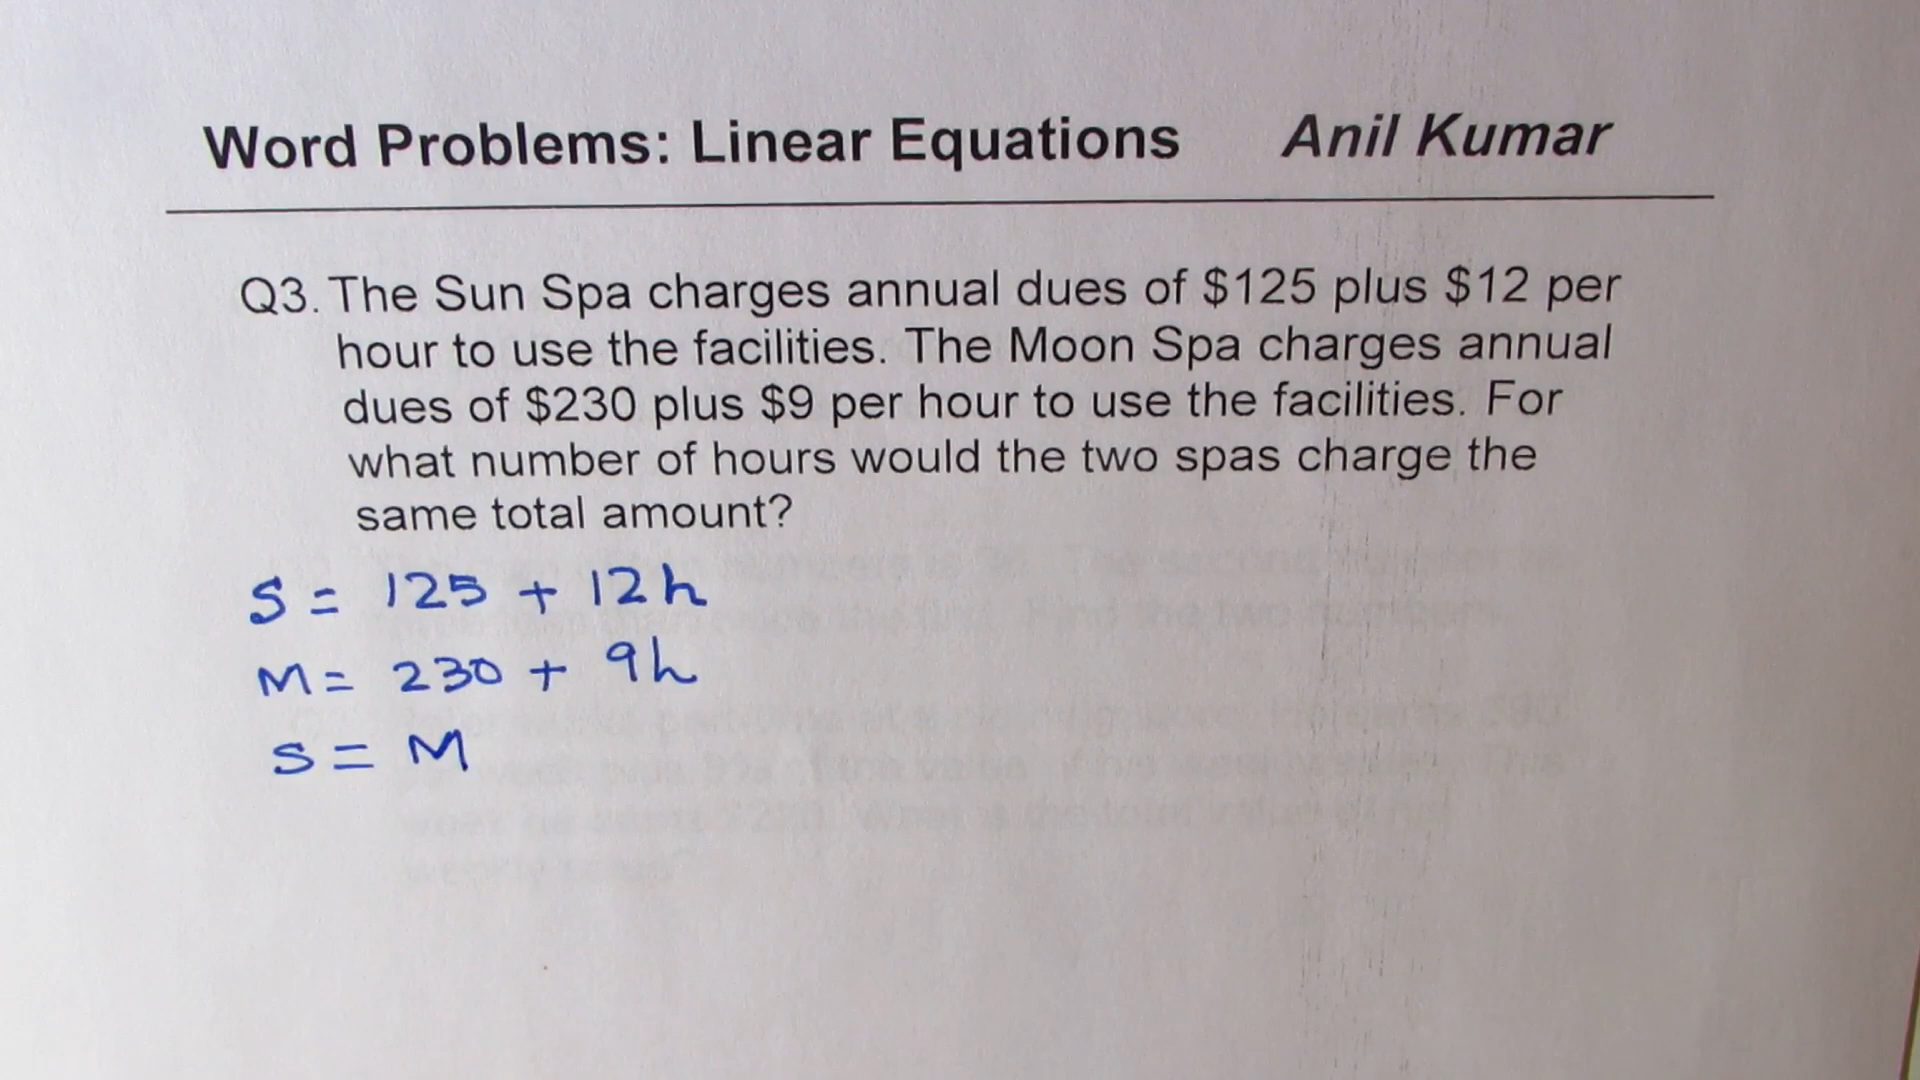 Word Problems: Linear Equations Anil Kumar
Q3. The Sun Spa charges annual dues of $125 plus $12 per
hour to use the facilities. The Moon Spa charges annual
dues of $230 plus $9 per hour to use the facilities. For
what number of hours would the two spas charge the
same total amount?
S = 125 + 12h
M = 230 + 9h
S = M